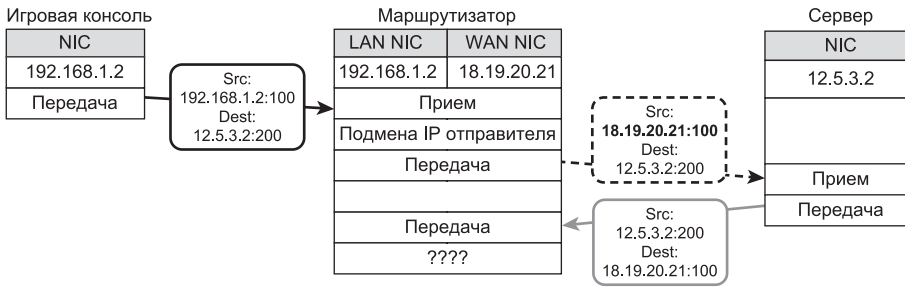 Игровая консоль
NIC
192.168.1.2
Передача
Src:
192.168.1.2:100
Dest:
12.5.3.2:200
Маршрутизатор
LAN NIC WAN NIC
192.168.1.2 18.19.20.21
Прием
Подмена IP отправителя
Передача
Передача
????
Src:
18.19.20.21:100
Dest:
12.5.3.2:200
Src:
12.5.3.2:200
Dest:
18.19.20.21:100
Сервер
NIC
12.5.3.2
Прием
Передача